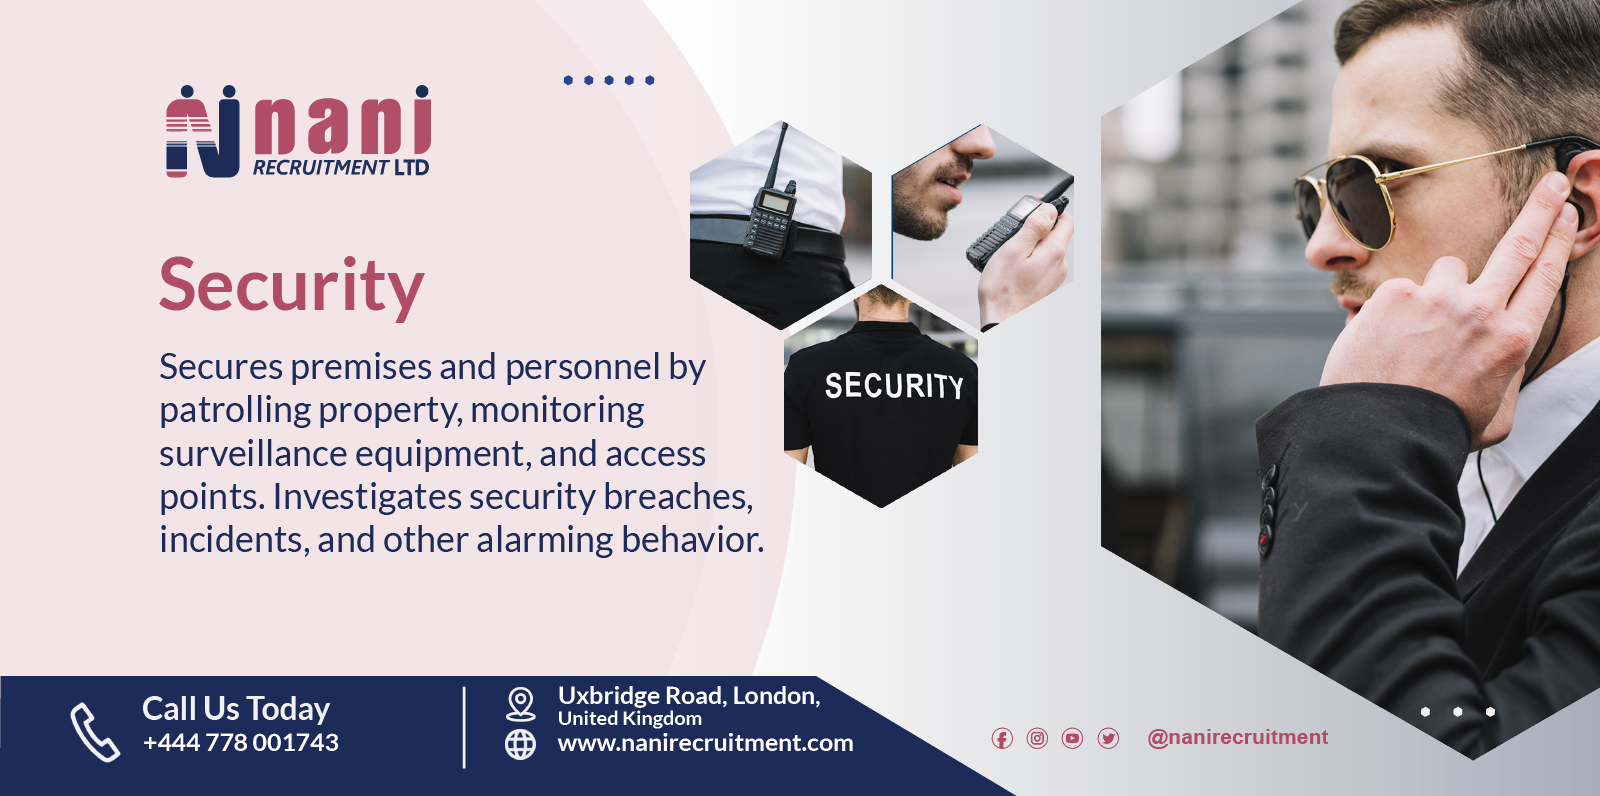 nani
RECRUITMENT LTD
Security
Secures premises and personnel by
patrolling property, monitoring
surveillance equipment, and access
points. Investigates security breaches,
incidents, and other alarming behavior.
SECURITY
Call Us Today
+444 778 001743
Uxbridge Road, London,
United Kingdom
www.nanirecruitment.com
@nanirecruitment